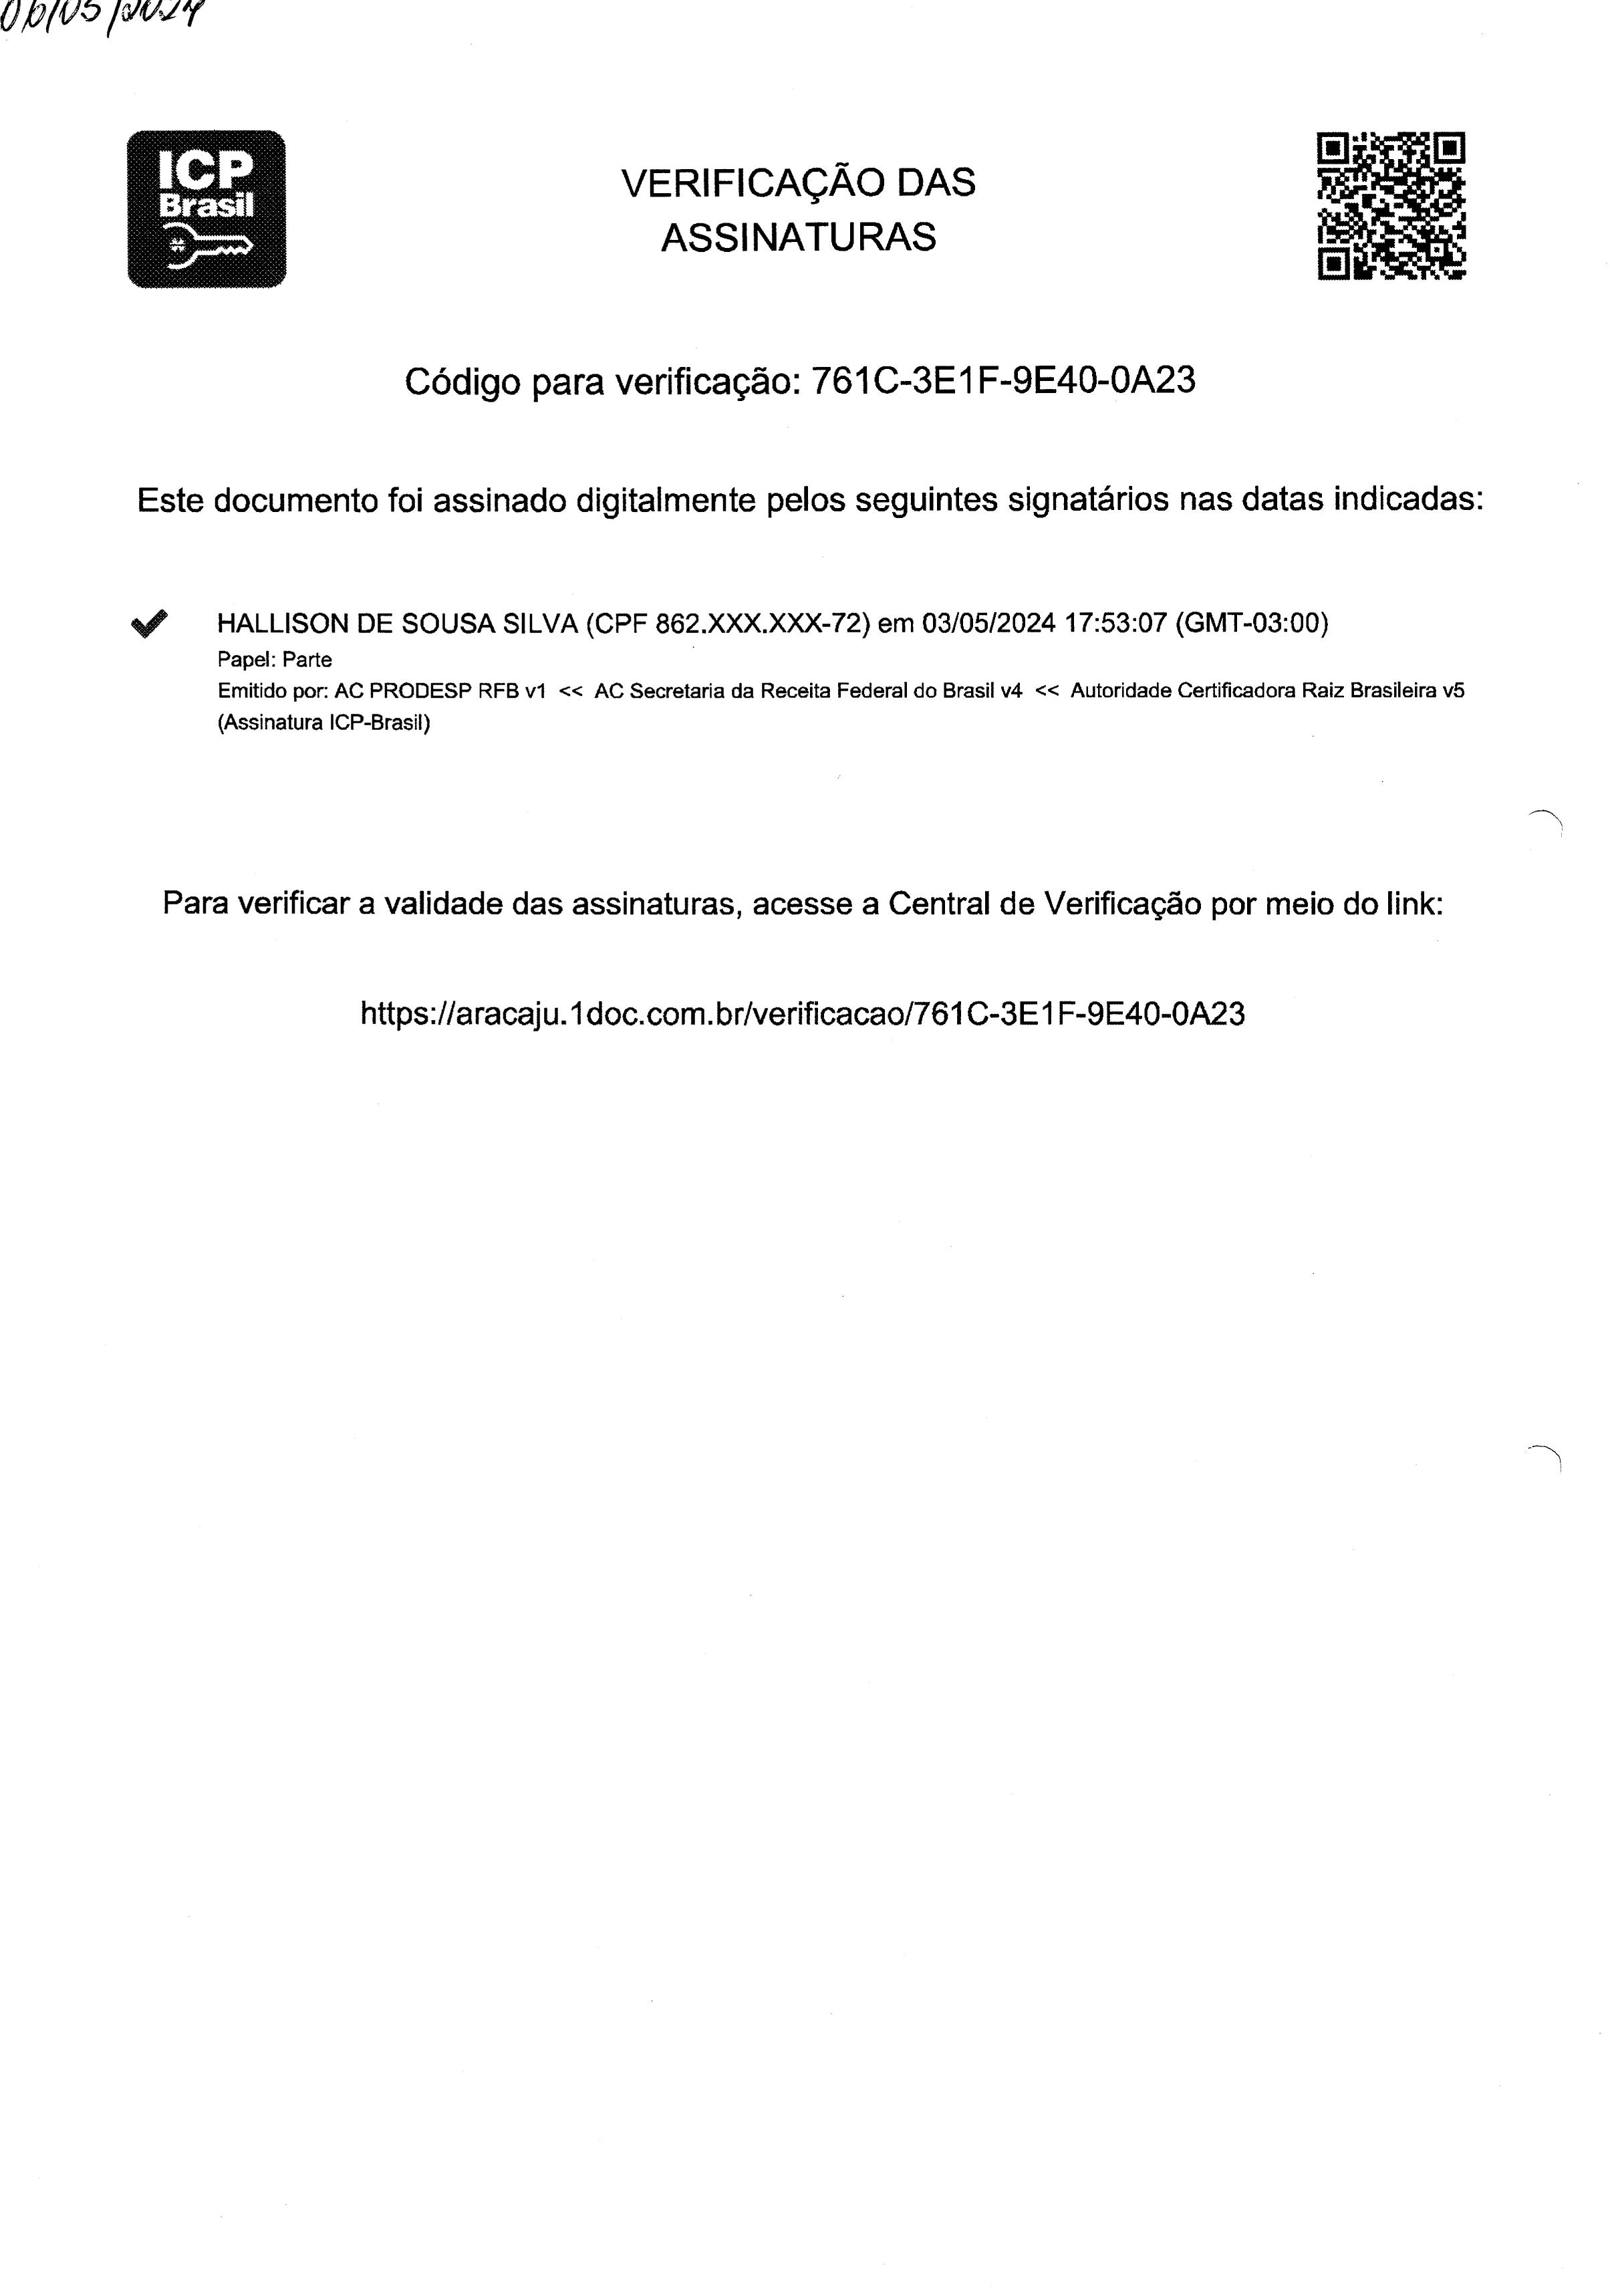 06/05/2024
ICP
Brasil
VERIFICAÇÃO DAS
ASSINATURAS
Código para verificação: 761C-3E1F-9E40-0A23
Este documento foi assinado digitalmente pelos seguintes signatários nas datas indicadas:
HALLISON DE SOUSA SILVA (CPF 862.XXX.XXX-72) em 03/05/2024 17:53:07 (GMT-03:00)
Papel: Parte
Emitido por: AC PRODESP RFB v1 << AC Secretaria da Receita Federal do Brasil v4 << Autoridade Certificadora Raiz Brasileira v5
(Assinatura ICP-Brasil)
Para verificar a validade das assinaturas, acesse a Central de Verificação por meio do link:
https://aracaju.1doc.com.br/verificacao/761C-3E1F-9E40-0A23